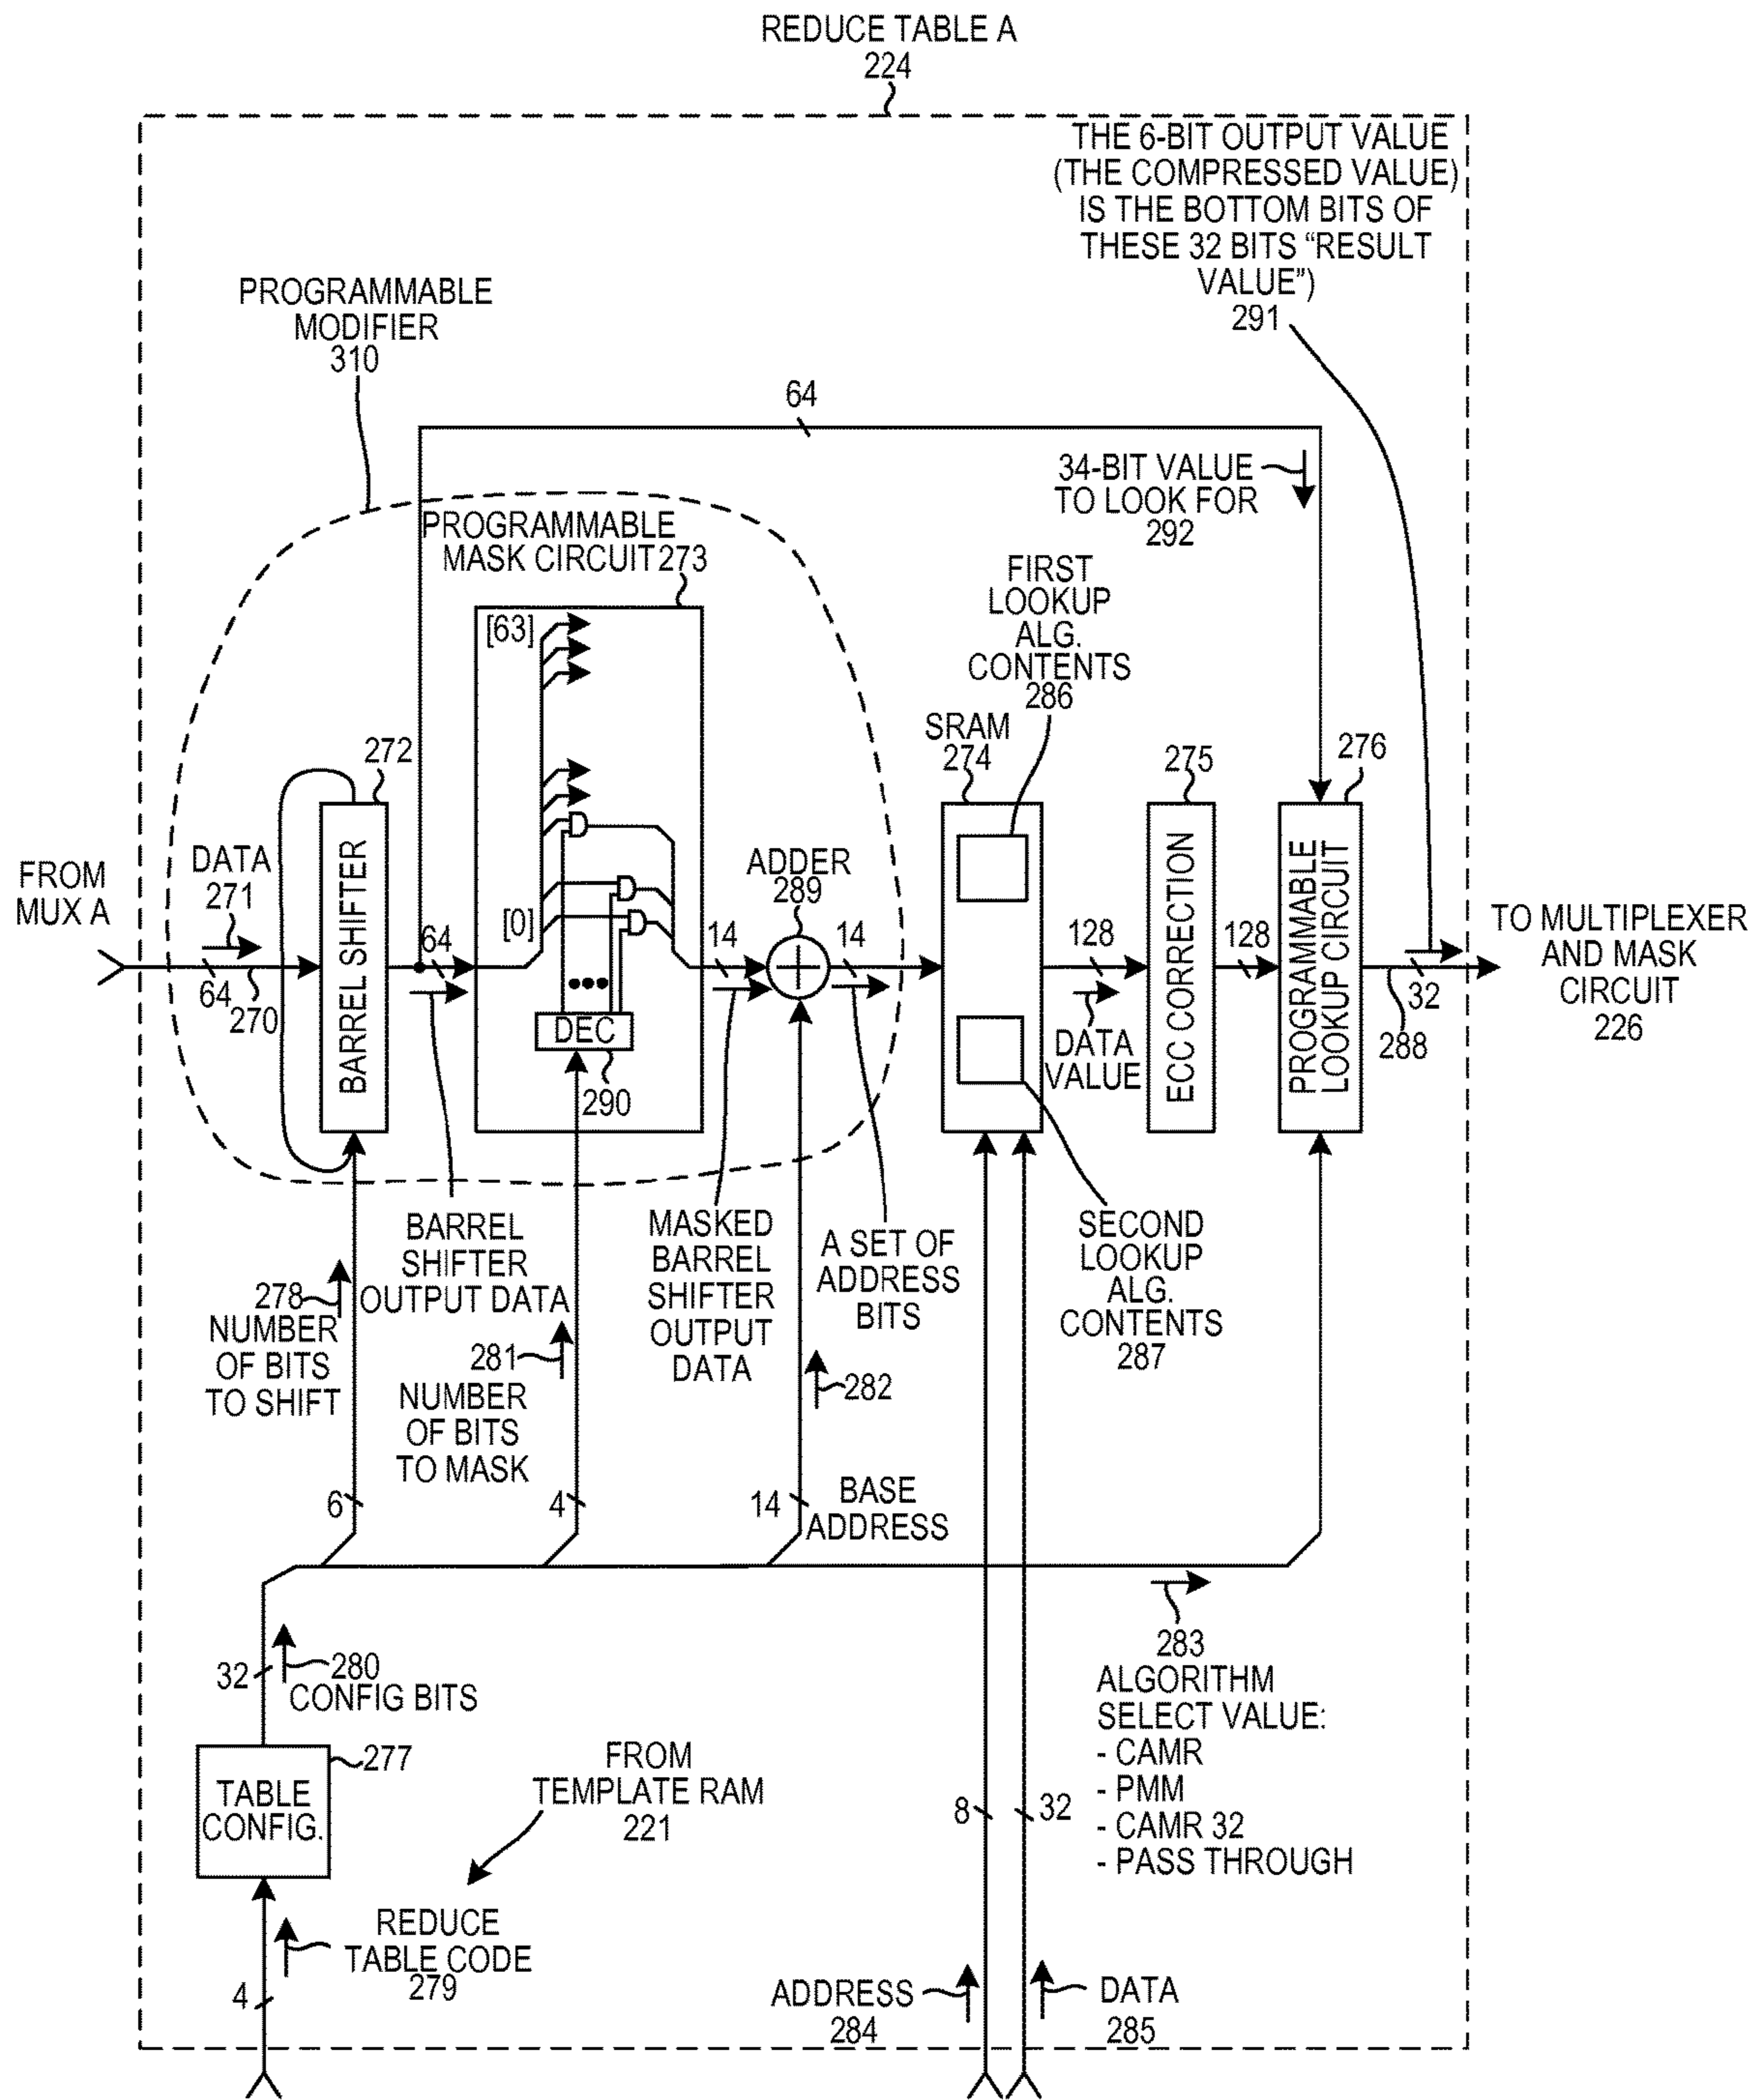 REDUCE TABLE A
224
THE 6-BIT OUTPUT VALUE
(THE COMPRESSED VALUE)
IS THE BOTTOM BITS OF
THESE 32 BITS “RESULT
VALUE”)
291
PROGRAMMABLE
MODIFIER
310
64
34-BIT VALUE
TO LOOK FOR
292
PROGRAMMABLE
MASK CIRCUIT 273
FIRST
LOOKUP
ALG.
CONTENTS
286
[63]
SRAM
274
272
275
276
FROM
MUX A
DATA
271
64
270
BARREL SHIFTER
64
[0]
DEC
290
14
ADDER
289
14
128
DATA
VALUE
ECC CORRECTION
128
PROGRAMMABLE
LOOKUP CIRCUIT
32
288
TO MULTIPLEXER
AND MASK
CIRCUIT
226
BARREL
SHIFTER
OUTPUT DATA
MASKED
BARREL
SHIFTER
OUTPUT
DATA
A SET OF
ADDRESS
BITS
SECOND
LOOKUP
ALG.
CONTENTS
287
278
NUMBER
OF BITS
TO SHIFT
281
NUMBER
OF BITS
TO MASK
282
6
4
14
BASE
ADDRESS
283
ALGORITHM
SELECT VALUE:
- CAMR
- PMM
- CAMR 32
- PASS THROUGH
32
280
CONFIG BITS
277
TABLE
CONFIG.
FROM
TEMPLATE RAM
221
8
32
REDUCE
TABLE CODE
279
4
ADDRESS
284
DATA
285